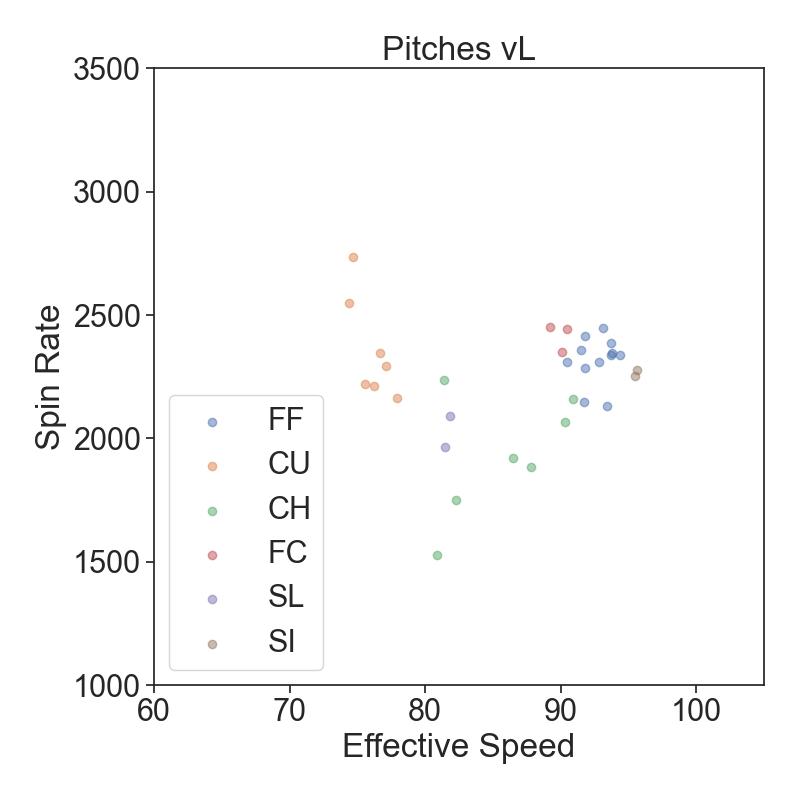 Pitches vL
3500
3000
2500
2000
1500
1000
Spin Rate
FF
CU
CH
FC
SL
SI
60 70 80 90 100
Effective Speed